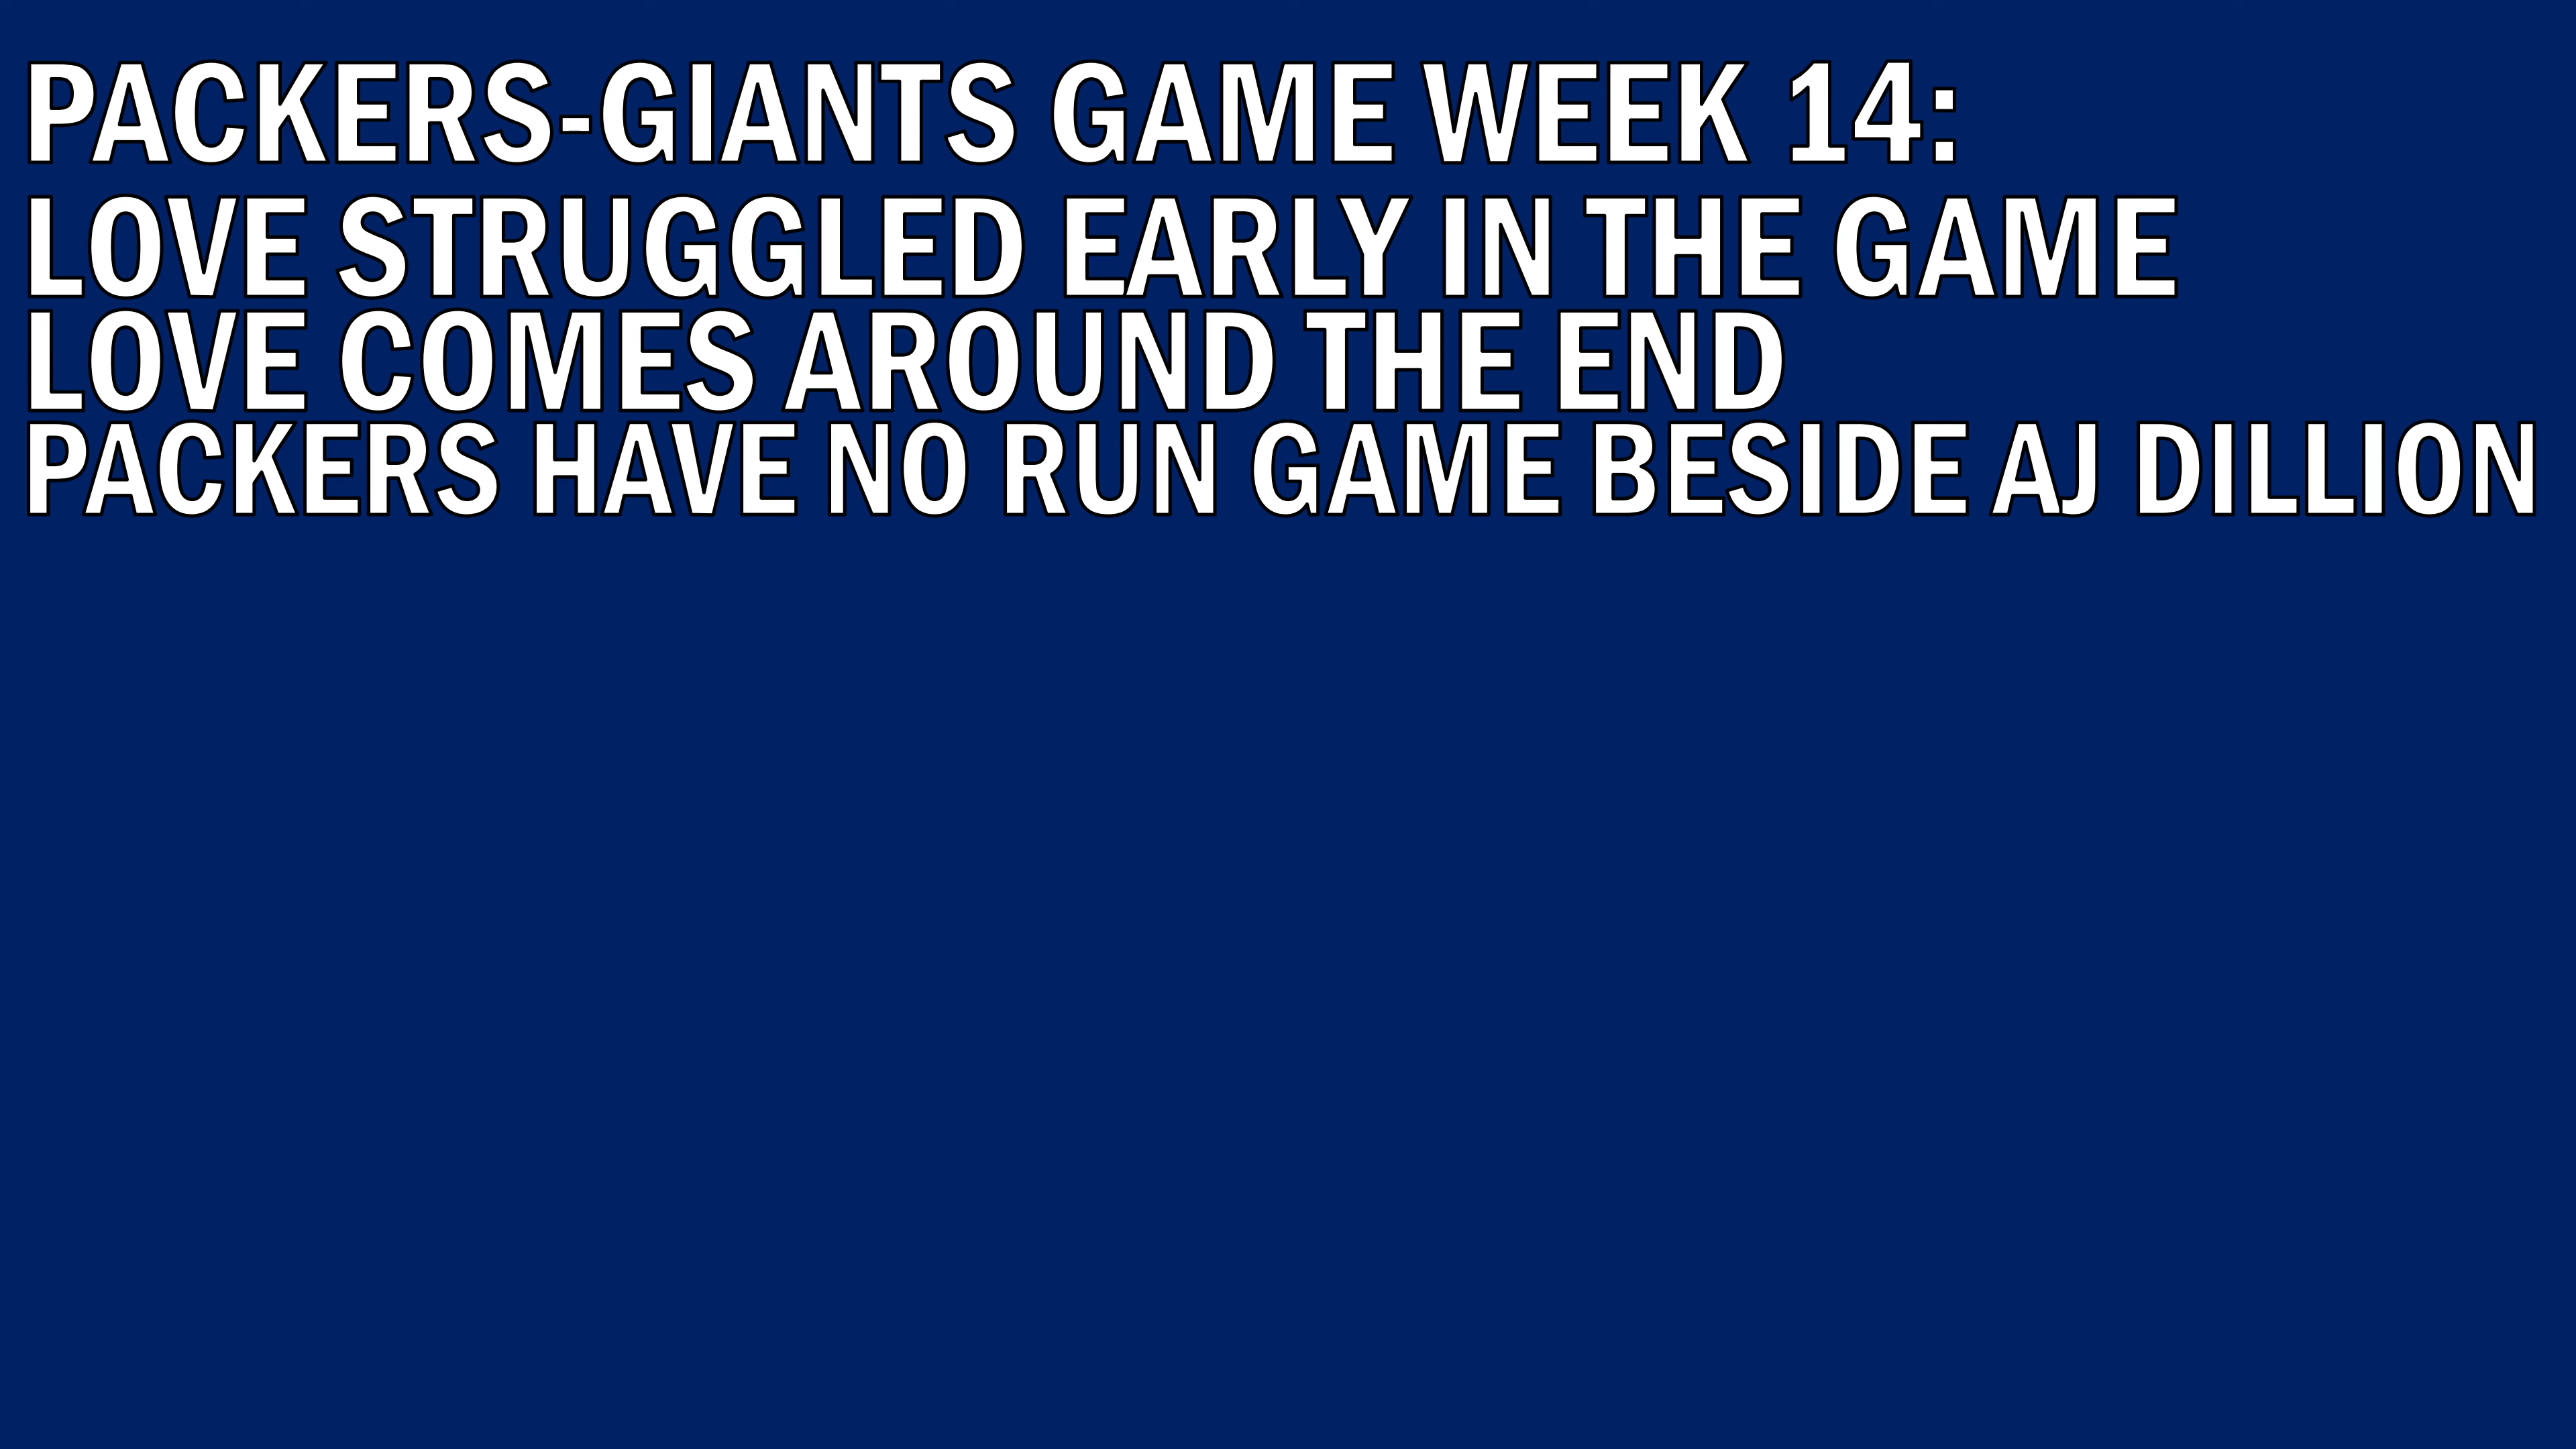 PACKERS-GIANTS GAME WEEK 14:
LOVE STRUGGLED EARLY IN THE GAME
LOVE COMES AROUND THE END
PACKERS HAVE NO RUN GAME BESIDE AJ DILLION